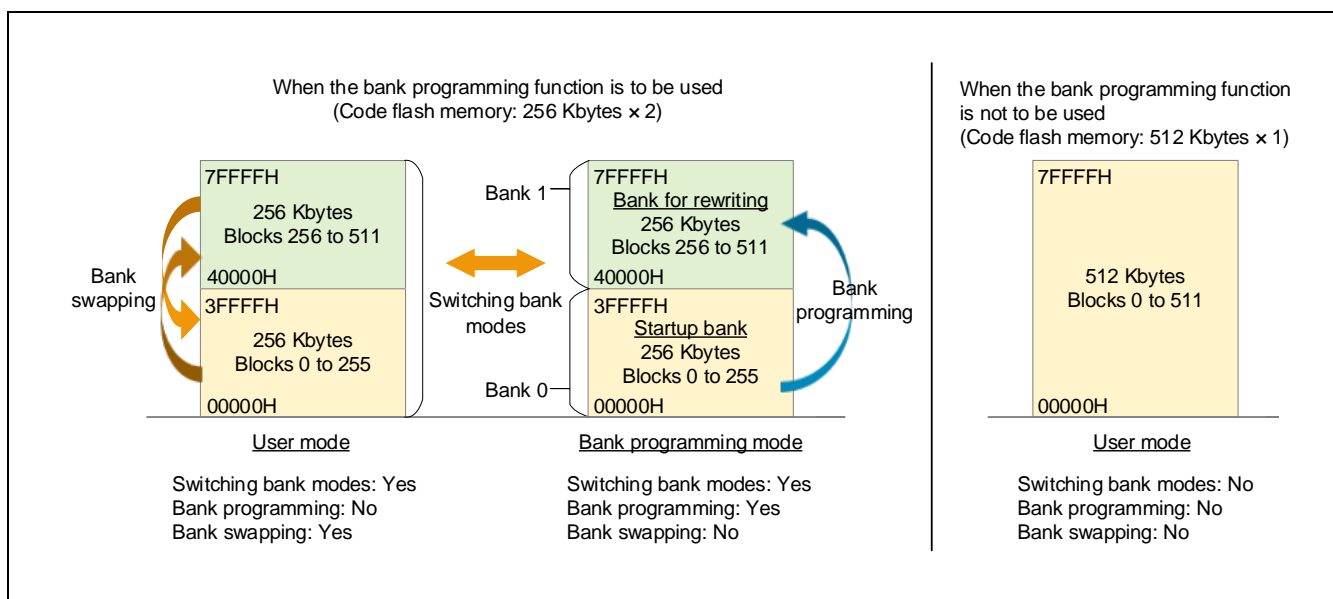 When the bank programming function is to be used
(Code flash memory: 256 Kbytes × 2)
7FFFFH
256 Kbytes
Blocks 256 to 511
40000H
3FFFFH
256 Kbytes
Blocks 0 to 255
00000H
Bank
swapping
User mode
Switching bank modes: Yes
Bank programming: No
Bank swapping: Yes
Switching bank
modes
Bank 1
Bank 0
7FFFFH
Bank for rewriting
256 Kbytes
Blocks 256 to 511
40000H
3FFFFH
Startup bank
256 Kbytes
Blocks 0 to 255
00000H
Bank
programming
Bank programming mode
Switching bank modes: Yes
Bank programming: Yes
Bank swapping: No
When the bank programming function
is not to be used
(Code flash memory: 512 Kbytes × 1)
7FFFFH
512 Kbytes
Blocks 0 to 511
00000H
User mode
Switching bank modes: No
Bank programming: No
Bank swapping: No